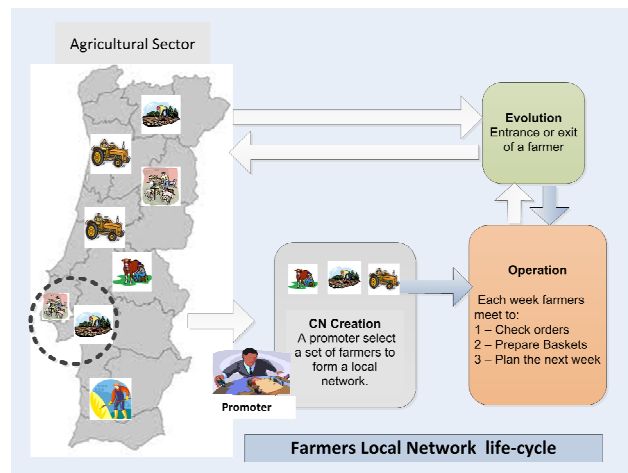 Agricultural Sector
Evolution
Entrance or exit
of a farmer
Operation
Each week farmers
meet to:
1 – Check orders
2 – Prepare Baskets
3 – Plan the next week
CN Creation
A promoter select
a set of farmers to
form a local
network.
Promoter
Farmers Local Network life-cycle